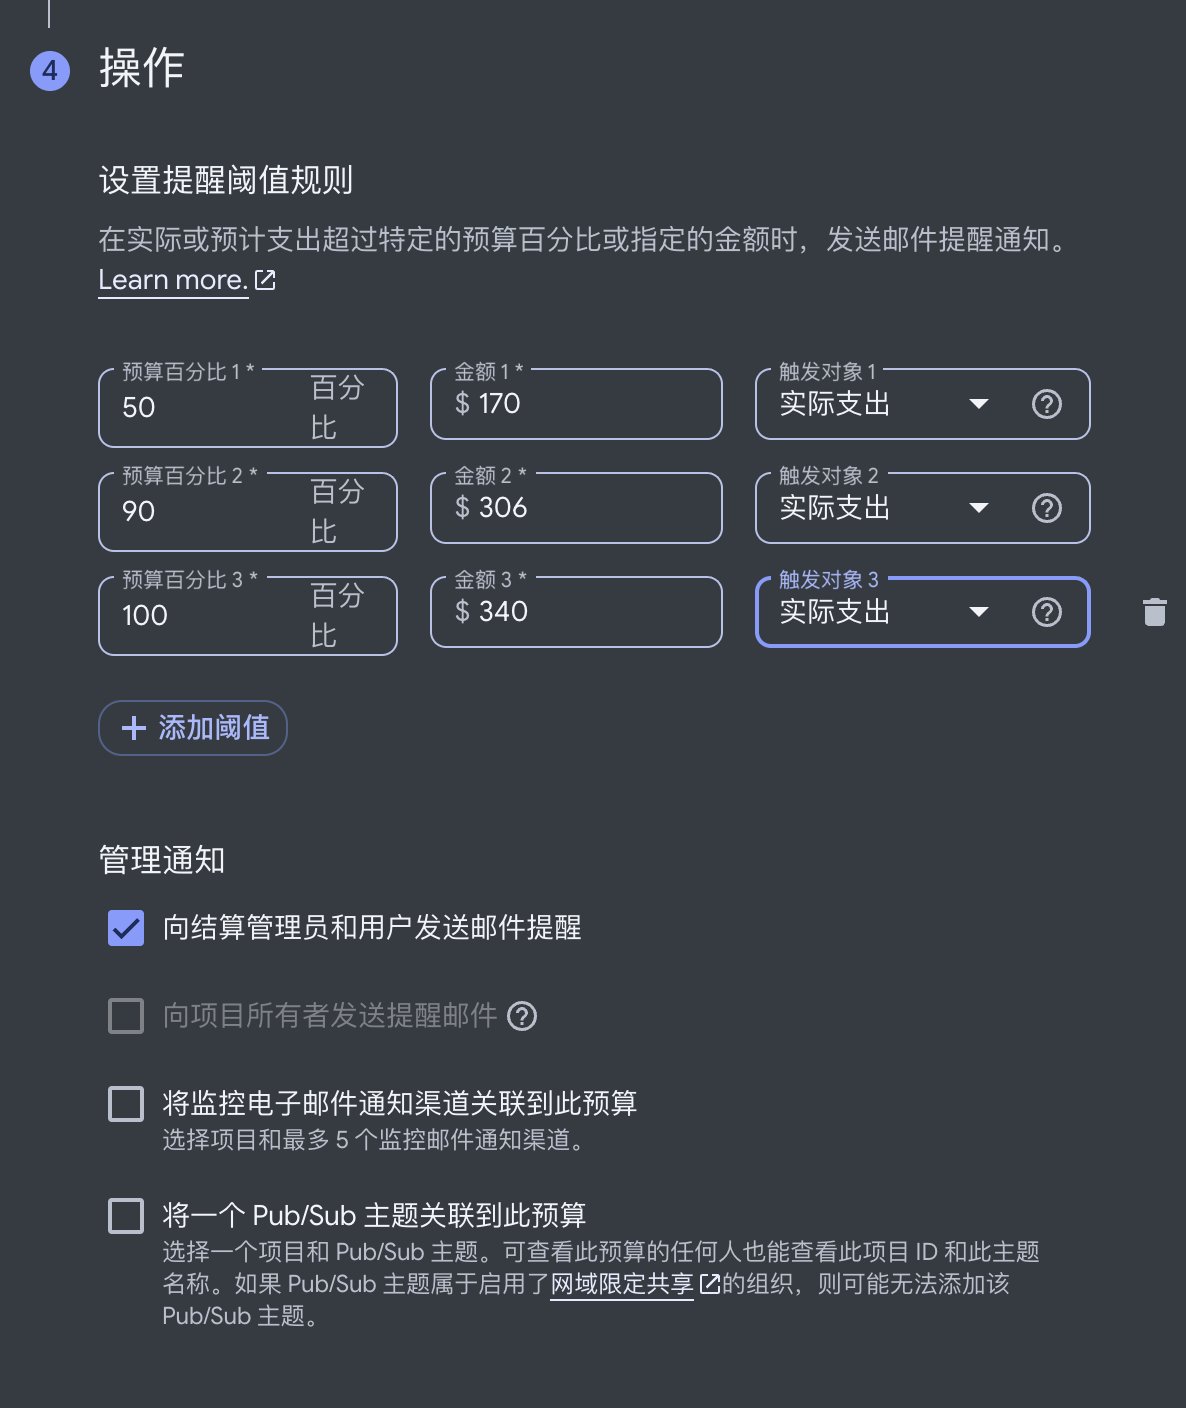 4 操作
设置提醒阈值规则
在实际或预计支出超过特定的预算百分比或指定的金额时，发送邮件提醒通知。
Learn more.
预算百分比 1 *
50 百分比
金额 1 *
$ 170
触发对象 1
实际支出
预算百分比 2 *
90 百分比
金额 2 *
$ 306
触发对象 2
实际支出
预算百分比 3 *
100 百分比
金额 3 *
$ 340
触发对象 3
实际支出
+ 添加阈值
管理通知
向结算管理员和用户发送邮件提醒
向项目所有者发送提醒邮件
将监控电子邮件通知渠道关联到此预算
选择项目和最多 5 个监控邮件通知渠道。
将一个 Pub/Sub 主题关联到此预算
选择一个项目和 Pub/Sub 主题。可查看此预算的任何人也能查看此项目 ID 和此主题
名称。如果 Pub/Sub 主题属于启用了网域限定共享的组织，则可能无法添加该
Pub/Sub 主题。